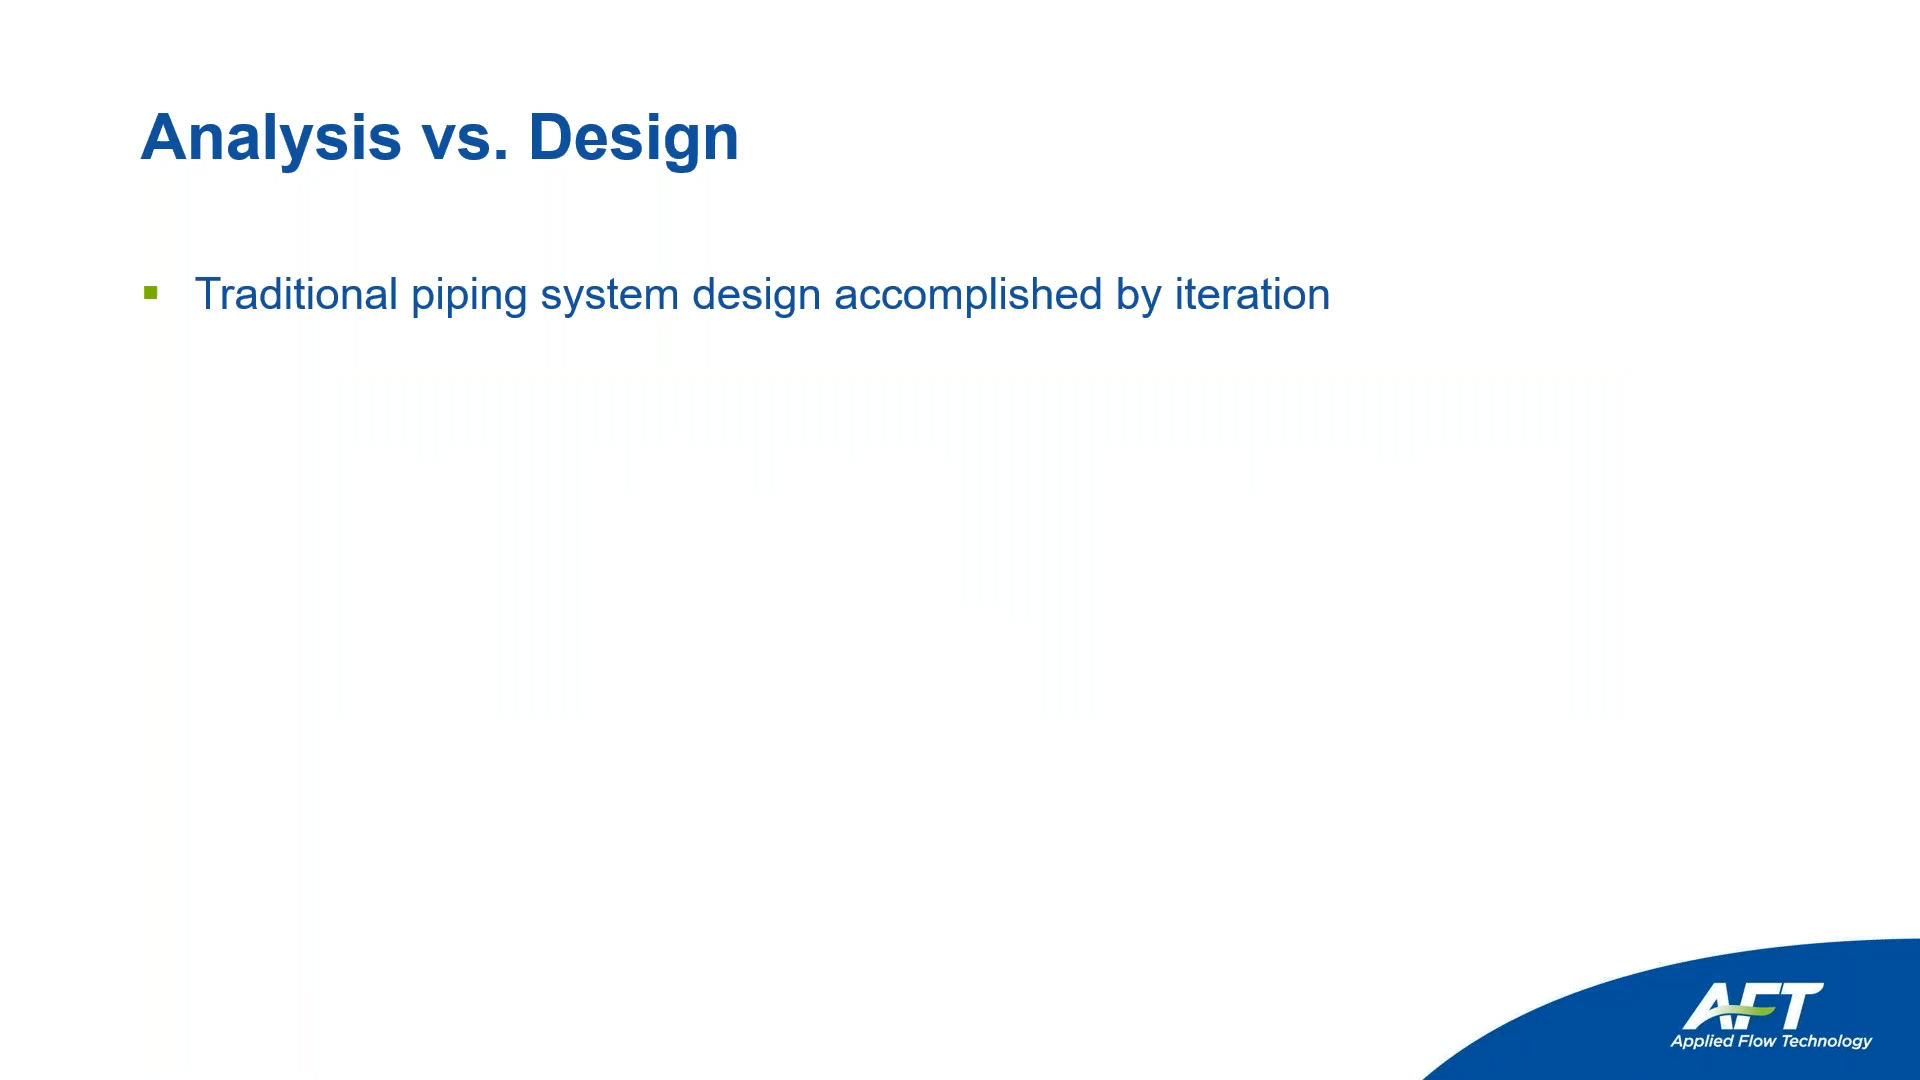 Analysis vs. Design
Traditional piping system design accomplished by iteration
AFT
Applied Flow Technology